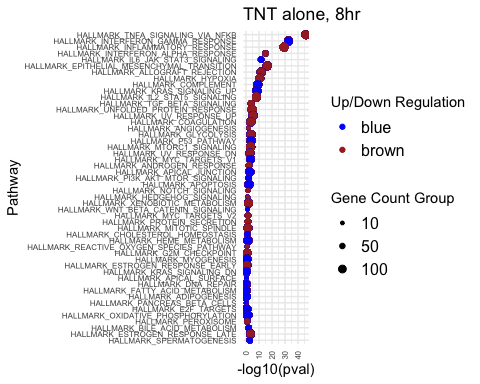 TNT alone, 8hr
HALLMARK_TNFA_SIGNALING_VIA_NFKB
HALLMARK_INTERFERON_GAMMA_RESPONSE
HALLMARK_INFLAMMATORY_RESPONSE
HALLMARK_INTERFERON_ALPHA_RESPONSE
HALLMARK_IL6_JAK_STAT3_SIGNALING
HALLMARK_EPITHELIAL_MESENCHYMAL_TRANSITION
HALLMARK_ALLOGRAFT_REJECTION
HALLMARK_HYPOXIA
HALLMARK_COMPLEMENT
HALLMARK_KRAS_SIGNALING_UP
HALLMARK_IL2_STAT5_SIGNALING
HALLMARK_TGF_BETA_SIGNALING
HALLMARK_UNFOLDED_PROTEIN_RESPONSE
HALLMARK_UV_RESPONSE_UP
HALLMARK_COAGULATION
HALLMARK_ANGIOGENESIS
HALLMARK_GLYCOLYSIS
HALLMARK_P53_PATHWAY
HALLMARK_MTORC1_SIGNALING
HALLMARK_UV_RESPONSE_DN
HALLMARK_MYC_TARGETS_V1
HALLMARK_ANDROGEN_RESPONSE
HALLMARK_APICAL_JUNCTION
HALLMARK_PI3K_AKT_MTOR_SIGNALING
HALLMARK_APOPTOSIS
HALLMARK_NOTCH_SIGNALING
HALLMARK_HEDGEHOG_SIGNALING
HALLMARK_XENOBIOTIC_METABOLISM
HALLMARK_WNT_BETA_CATENIN_SIGNALING
HALLMARK_MYC_TARGETS_V2
HALLMARK_PROTEIN_SECRETION
HALLMARK_MITOTIC_SPINDLE
HALLMARK_CHOLESTEROL_HOMEOSTASIS
HALLMARK_HEME_METABOLISM
HALLMARK_REACTIVE_OXYGEN_SPECIES_PATHWAY
HALLMARK_G2M_CHECKPOINT
HALLMARK_MYOGENESIS
HALLMARK_ESTROGEN_RESPONSE_EARLY
HALLMARK_KRAS_SIGNALING_DN
HALLMARK_APICAL_SURFACE
HALLMARK_DNA_REPAIR
HALLMARK_FATTY_ACID_METABOLISM
HALLMARK_ADIPOGENESIS
HALLMARK_PANCREAS_BETA_CELLS
HALLMARK_E2F_TARGETS
HALLMARK_OXIDATIVE_PHOSPHORYLATION
HALLMARK_PEROXISOME
HALLMARK_BILE_ACID_METABOLISM
HALLMARK_ESTROGEN_RESPONSE_LATE
HALLMARK_SPERMATOGENESIS
Pathway
0 10 20 30 40
-log10(pval)
Up/Down Regulation
blue
brown
Gene Count Group
10
50
100